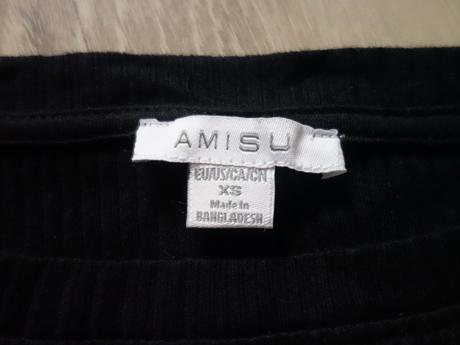 AMISU
EU/US/CA/CN
XS
Made in
BANGLADESH